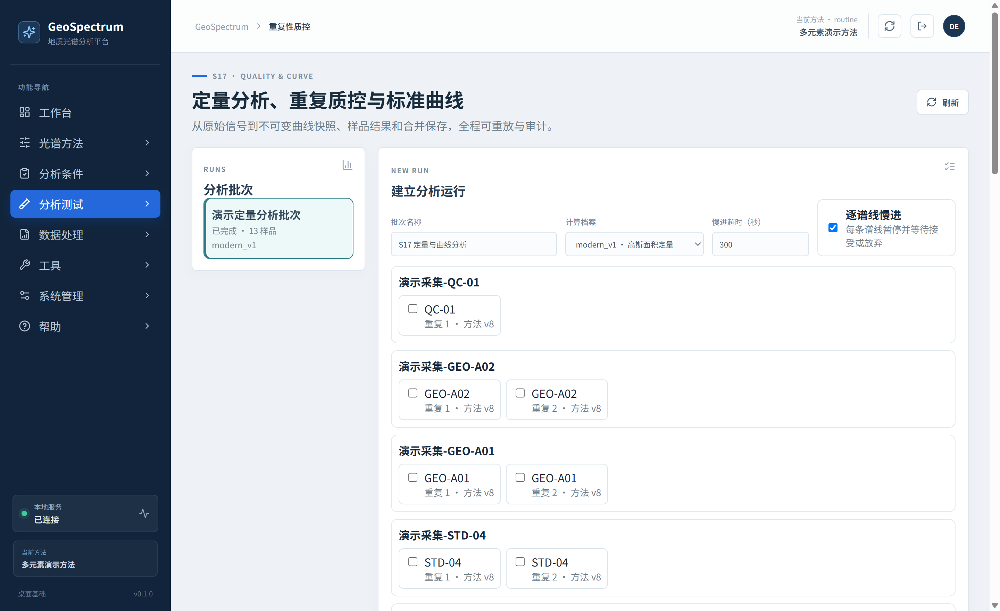 GeoSpectrum
地质光谱分析平台
功能导航
工作台
光谱方法
分析条件
分析测试
数据处理
工具
系统管理
帮助
本地服务
已连接
当前方法
多元素演示方法
桌面基础
v0.1.0
GeoSpectrum
重复性质控
当前方法 · routine
多元素演示方法
DE
S17 · QUALITY & CURVE
定量分析、重复质控与标准曲线
从原始信号到不可变曲线快照、样品结果和合并保存，全程可重放与审计。
刷新
RUNS
分析批次
演示定量分析批次
已完成 · 13 样品
modern_v1
NEW RUN
建立分析运行
批次名称
S17 定量与曲线分析
计算档案
modern_v1 · 高斯面积定量
慢进超时（秒）
300
逐谱线慢进
每条谱线暂停并等待接
受或放弃
演示采集-QC-01
QC-01
重复 1 · 方法 v8
演示采集-GEO-A02
GEO-A02
重复 1 · 方法 v8
GEO-A02
重复 2 · 方法 v8
演示采集-GEO-A01
GEO-A01
重复 1 · 方法 v8
GEO-A01
重复 2 · 方法 v8
演示采集-STD-04
STD-04
重复 1 · 方法 v8
STD-04
重复 2 · 方法 v8